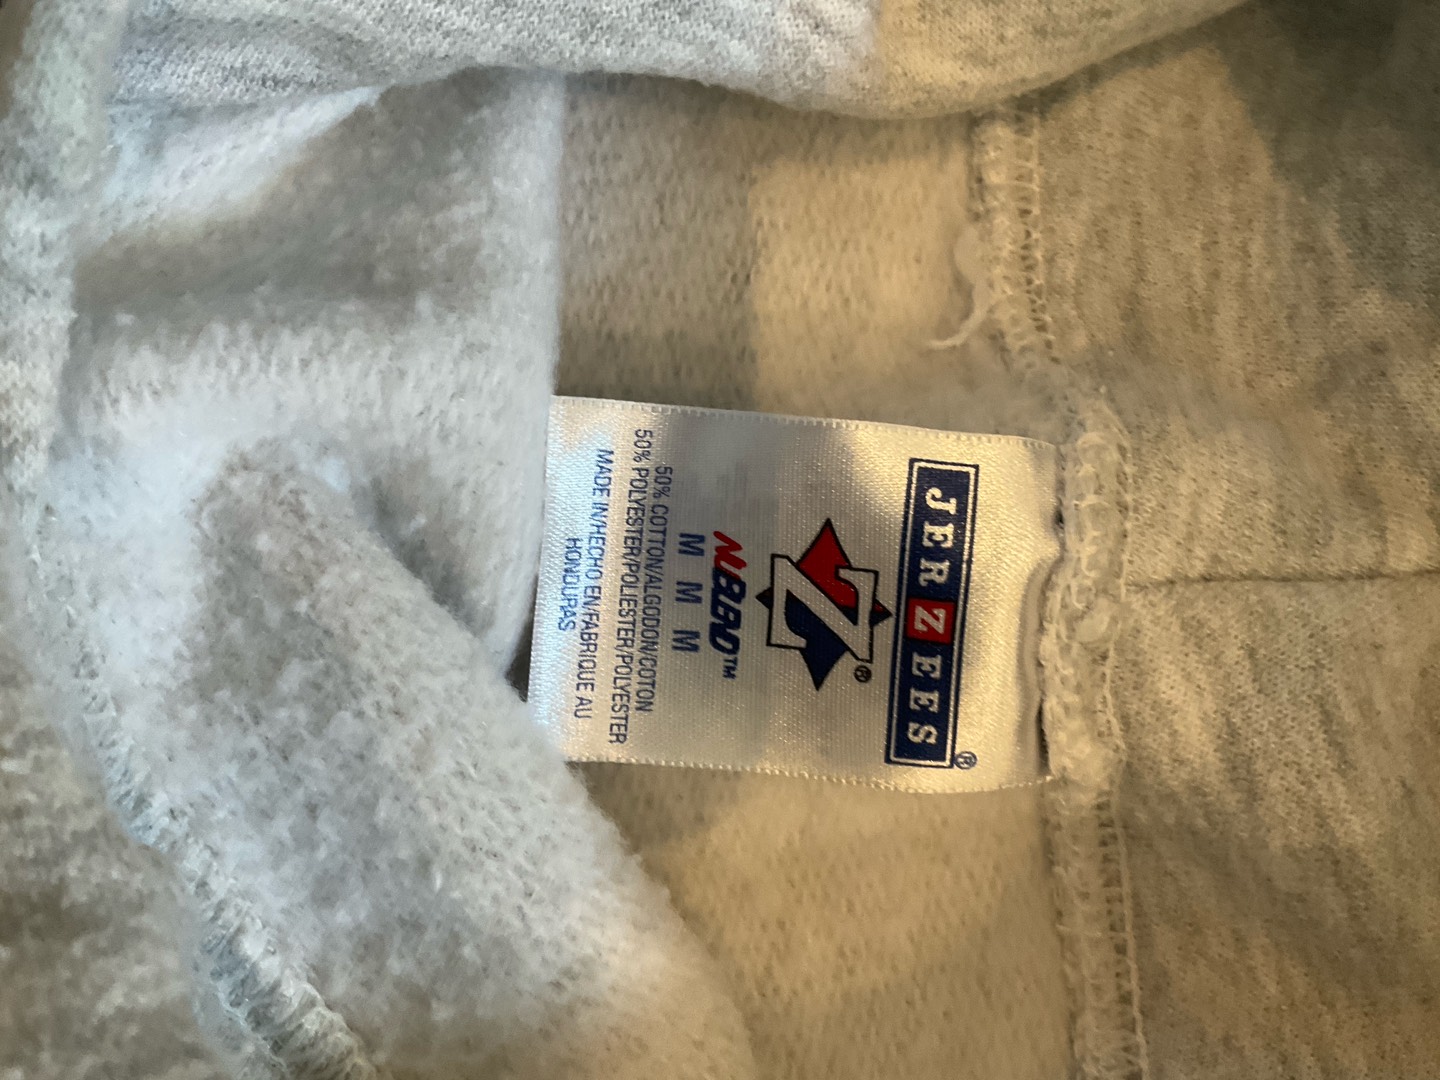 JERZEES®
Z®
NUBLEND™
M M M
50% COTTON/ALGODON/COTON
50% POLYESTER/POLIESTER/POLYESTER
MADE IN/HECHO EN/FABRIQUE AU
HONDURAS